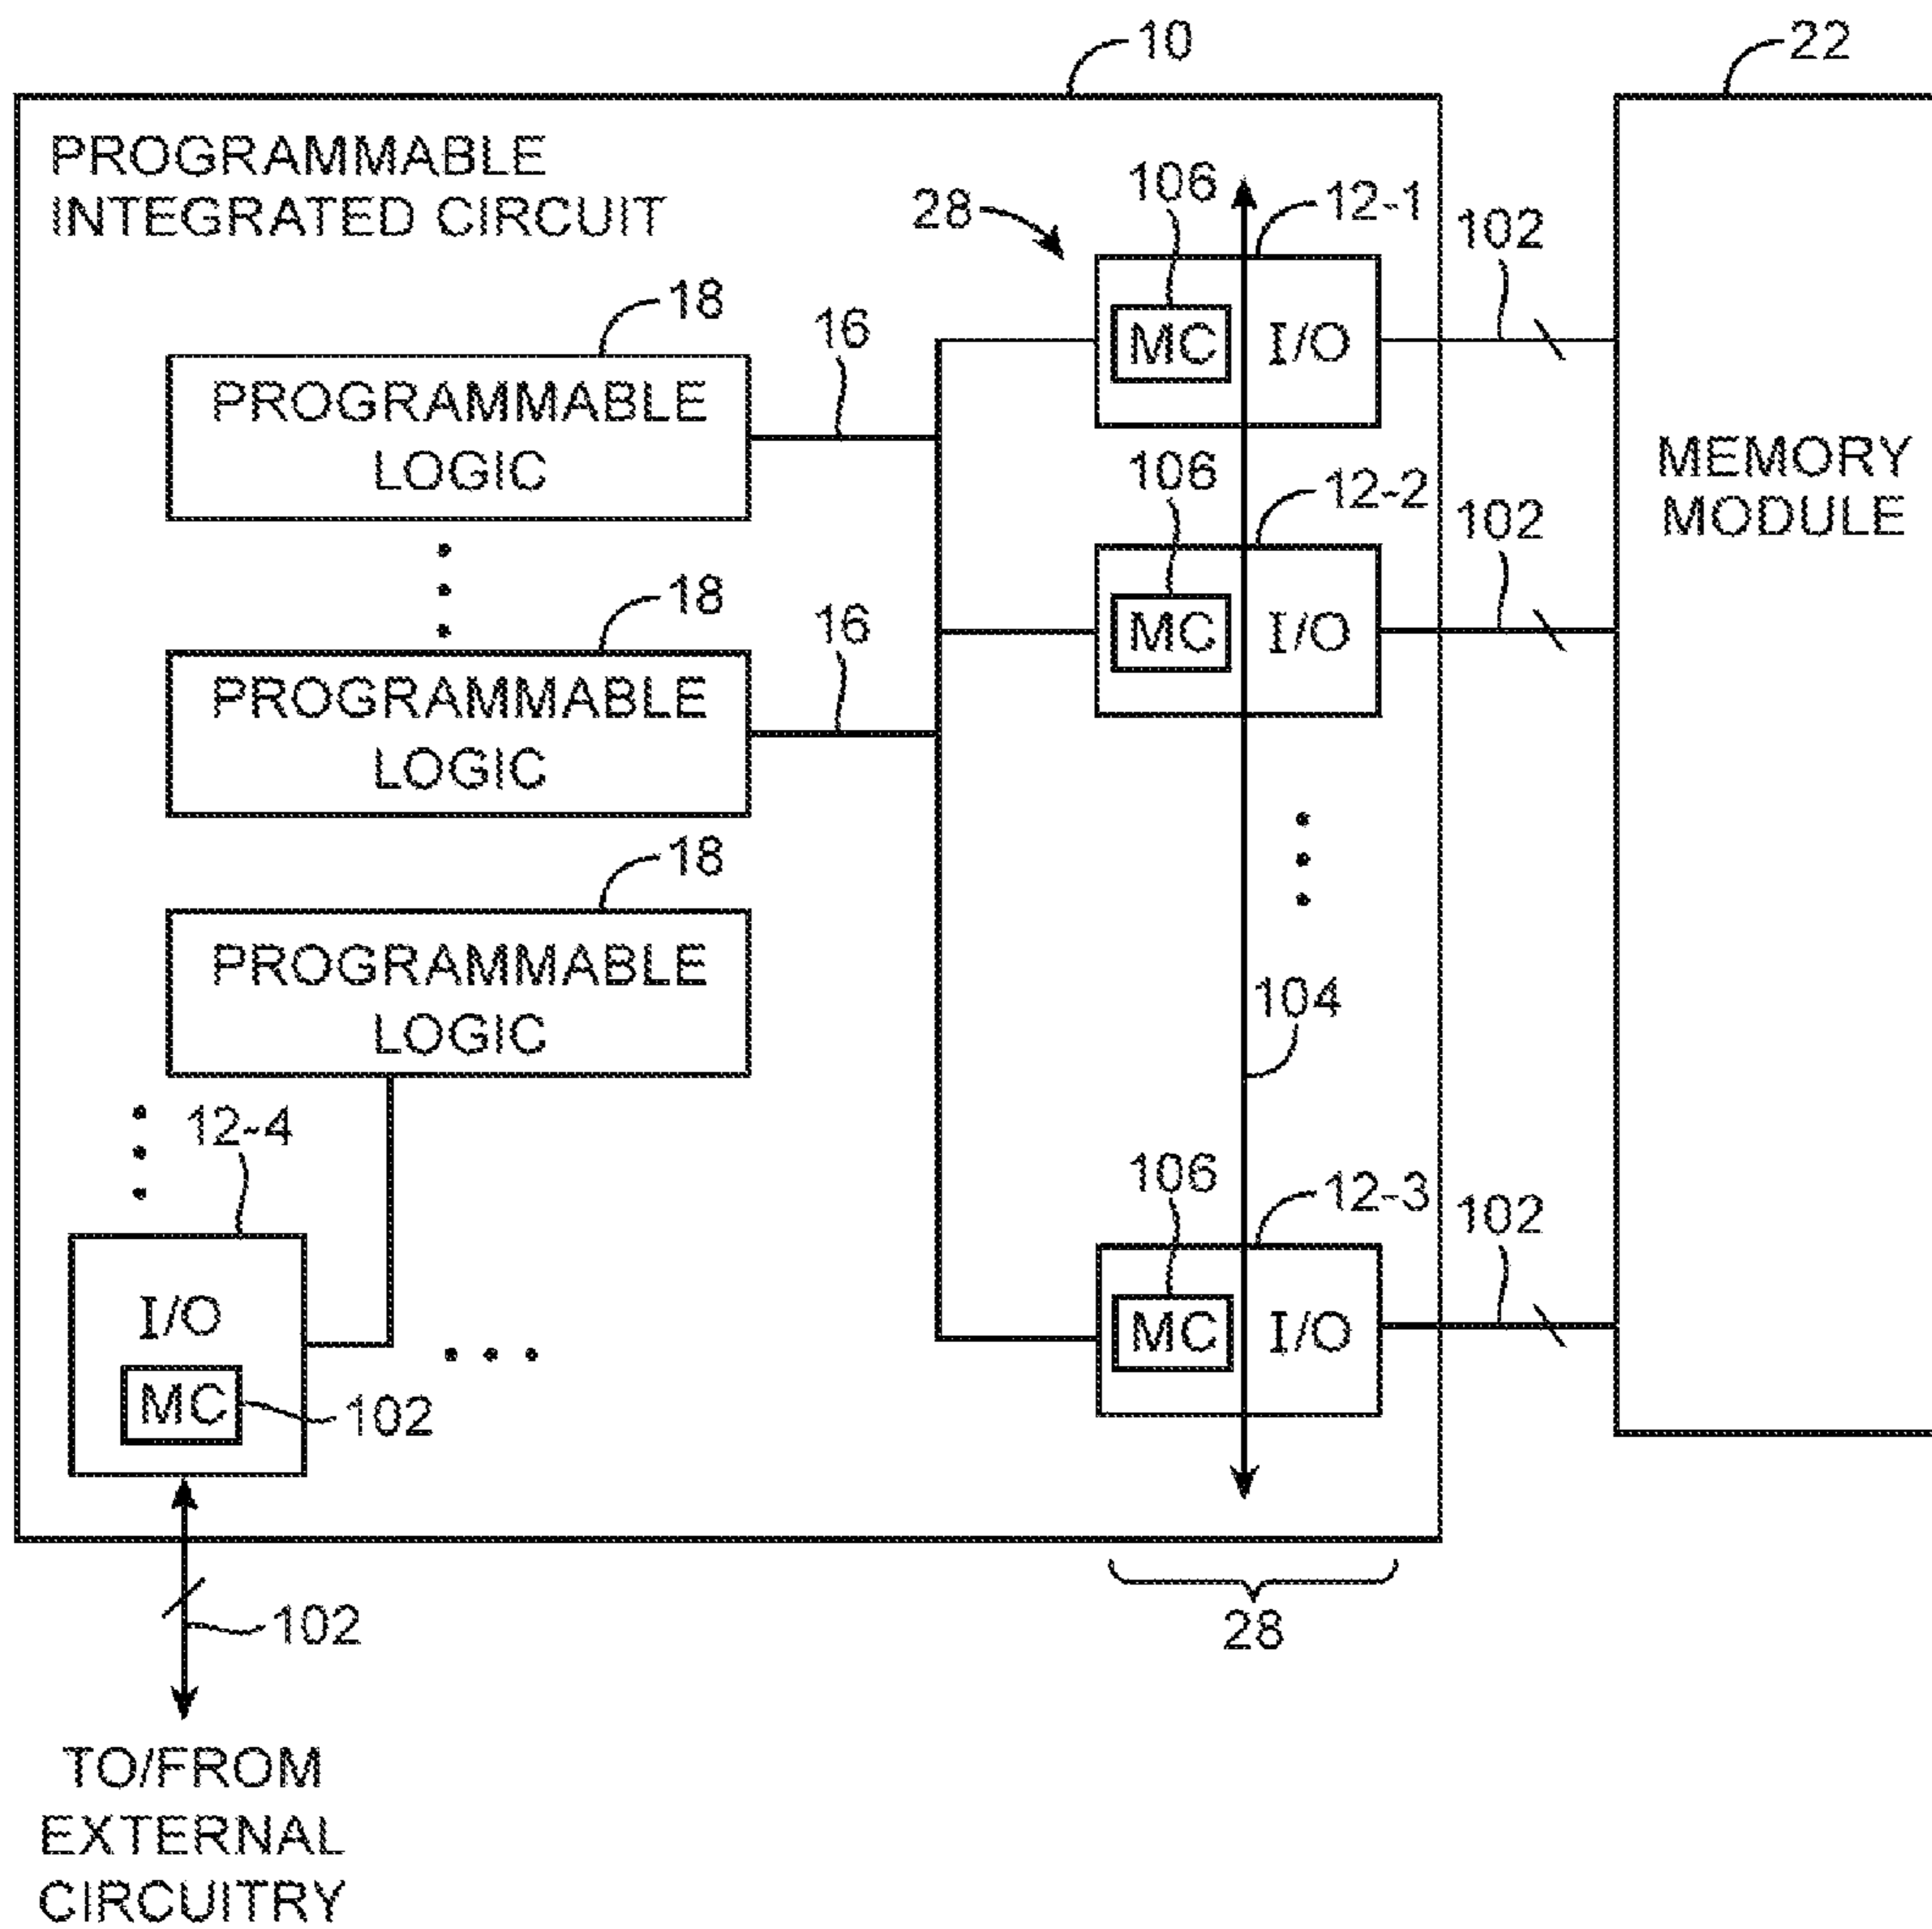 10
22
PROGRAMMABLE
INTEGRATED CIRCUIT
28
106
12-1
102
18
16
MC
I/O
PROGRAMMABLE
LOGIC
106
12-2
102
MEMORY
MODULE
18
16
MC
I/O
PROGRAMMABLE
LOGIC
18
PROGRAMMABLE
LOGIC
104
12-4
106
12-3
102
I/O
MC
102
MC
I/O
102
28
TO/FROM
EXTERNAL
CIRCUITRY